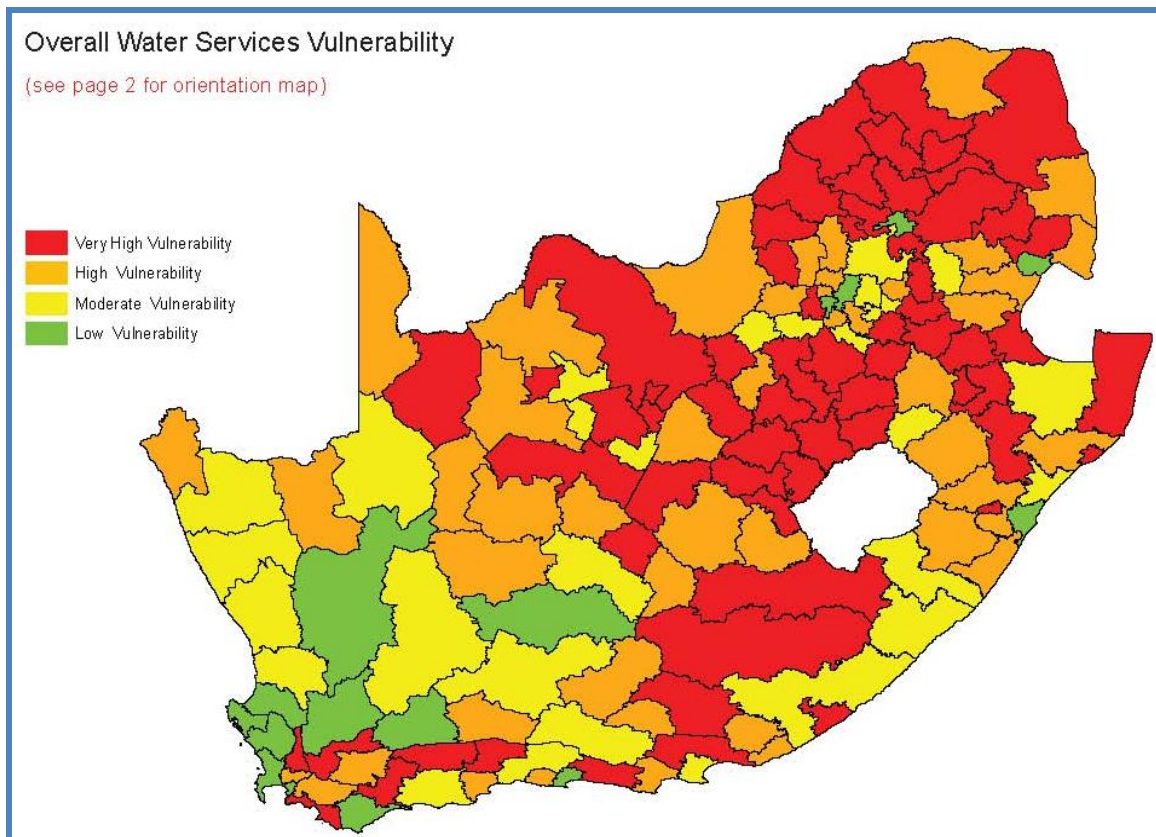 Overall Water Services Vulnerability
(see page 2 for orientation map)
Very High Vulnerability
High Vulnerability
Moderate Vulnerability
Low Vulnerability